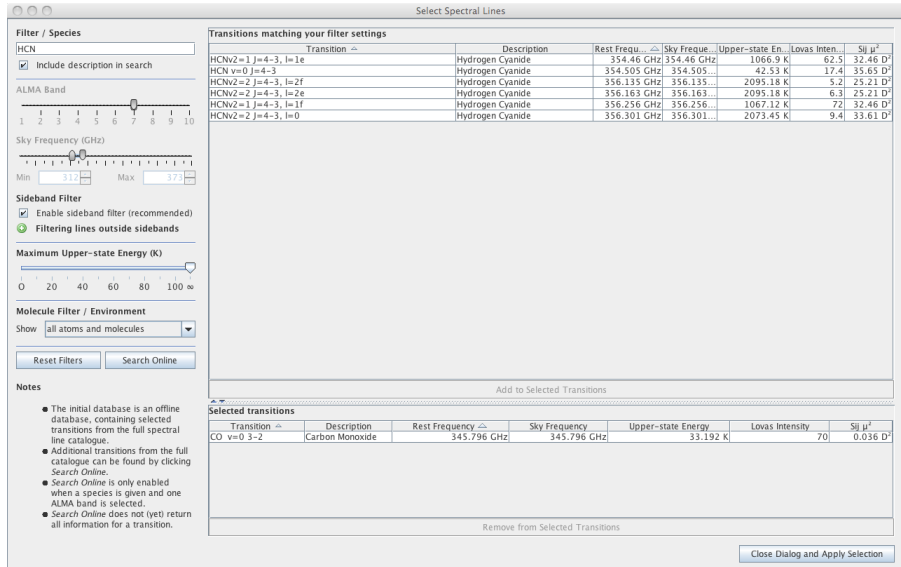 Select Spectral Lines
Filter / Species
HCN
Include description in search
ALMA Band
1 2 3 4 5 6 7 8 9 10
Sky Frequency (GHz)
Min 312 Max 373
Sideband Filter
Enable sideband filter (recommended)
Filtering lines outside sidebands
Maximum Upper-state Energy (K)
0 20 40 60 80 100 ∞
Molecule Filter / Environment
Show all atoms and molecules
Reset Filters Search Online
Notes
● The initial database is an offline
database, containing selected
transitions from the full spectral
line catalogue.
● Additional transitions from the full
catalogue can be found by clicking
Search Online.
● Search Online is only enabled
when a species is given and one
ALMA band is selected.
● Search Online does not (yet) return
all information for a transition.
Transitions matching your filter settings
Transition Description Rest Frequ... Sky Freque... Upper-state En... Lovas Inten... Sij μ²
HCNv2=1 J=4-3, l=1e Hydrogen Cyanide 354.46 GHz 354.46 GHz 1066.9 K 62.5 32.46 D²
HCN v=0 J=4-3 Hydrogen Cyanide 354.505 GHz 354.505... 42.53 K 17.4 35.65 D²
HCNv2=2 J=4-3, l=2f Hydrogen Cyanide 356.135 GHz 356.135... 2095.18 K 5.2 25.21 D²
HCNv2=2 J=4-3, l=2e Hydrogen Cyanide 356.163 GHz 356.163... 2095.18 K 6.3 25.21 D²
HCNv2=1 J=4-3, l=1f Hydrogen Cyanide 356.256 GHz 356.256... 1067.12 K 72 32.46 D²
HCNv2=2 J=4-3, l=0 Hydrogen Cyanide 356.301 GHz 356.301... 2073.45 K 9.4 33.61 D²
Add to Selected Transitions
Selected transitions
Transition Description Rest Frequency Sky Frequency Upper-state Energy Lovas Intensity Sij μ²
CO v=0 3-2 Carbon Monoxide 345.796 GHz 345.796 GHz 33.192 K 70 0.036 D²
Remove from Selected Transitions
Close Dialog and Apply Selection